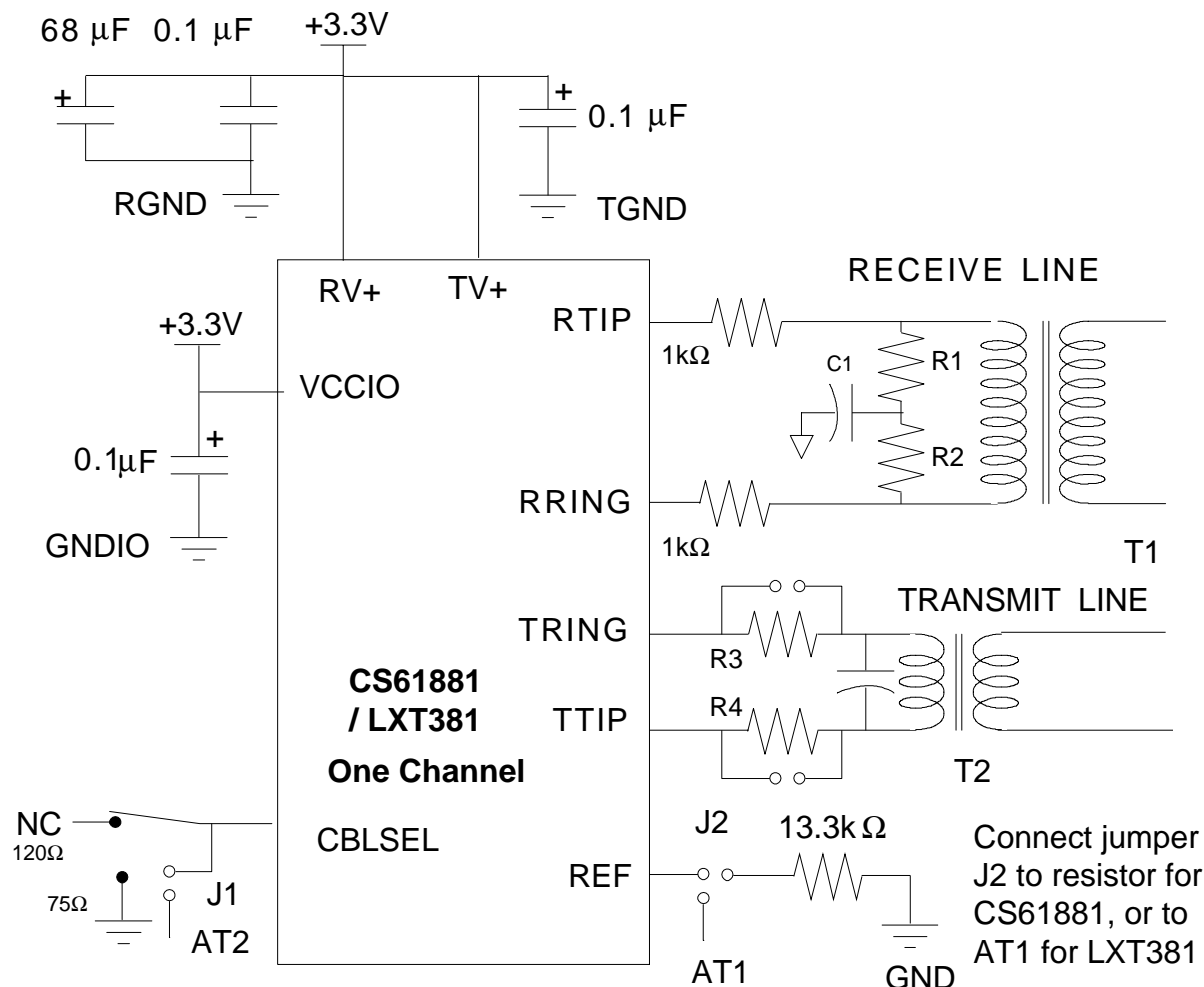 68 μF
0.1 μF
+3.3V
+
+
0.1 μF
RGND
TGND
RV+
TV+
RECEIVE LINE
RTIP
1kΩ
C1
R1
R2
+3.3V
VCCIO
+
0.1μF
GNDIO
RRING
1kΩ
T1
TRING
TRANSMIT LINE
R3
R4
TTIP
T2
CS61881
/ LXT381
One Channel
NC
120Ω
CBLSEL
75Ω
J1
AT2
REF
J2
13.3kΩ
AT1
GND
Connect jumper
J2 to resistor for
CS61881, or to
AT1 for LXT381